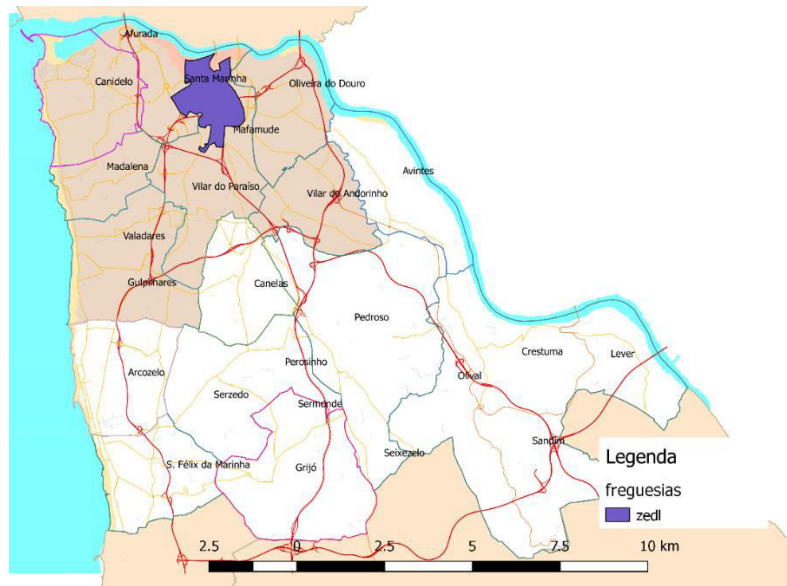 Afurada
Canidelo
Santa Marinha
Oliveira do Douro
Mafamude
Madalena
Vilar do Paraíso
Vilar do Andorinho
Avintes
Valadares
Gulpilhares
Canelas
Pedroso
Crestuma
Lever
Arcozelo
Perosinho
Olival
Serzedo
Sermonde
Sandim
Seixezelo
S. Félix da Marinha
Grijó
Legenda
freguesias
zedl
2.5 0 2.5 5 7.5 10 km